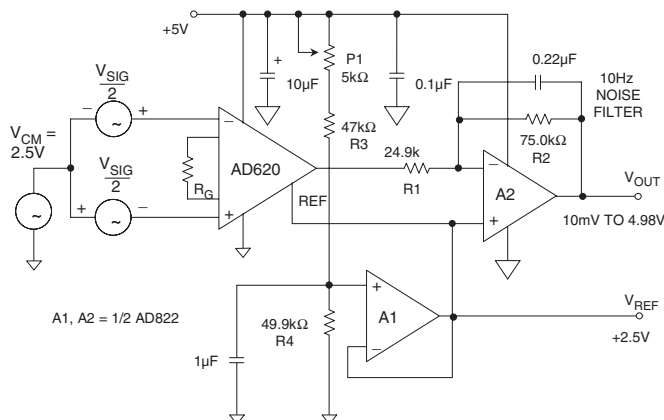 +5V
P1
5kΩ
+
10μF
0.1μF
0.22μF
10Hz
NOISE
FILTER
75.0kΩ
R2
V_SIG
2
-
+
~
V_CM =
2.5V
V_SIG
2
+
-
~
~
R_G
-
+
AD620
REF
47kΩ
R3
24.9k
R1
-
+
A2
V_OUT
10mV TO 4.98V
A1, A2 = 1/2 AD822
1μF
49.9kΩ
R4
+
-
A1
V_REF
+2.5V